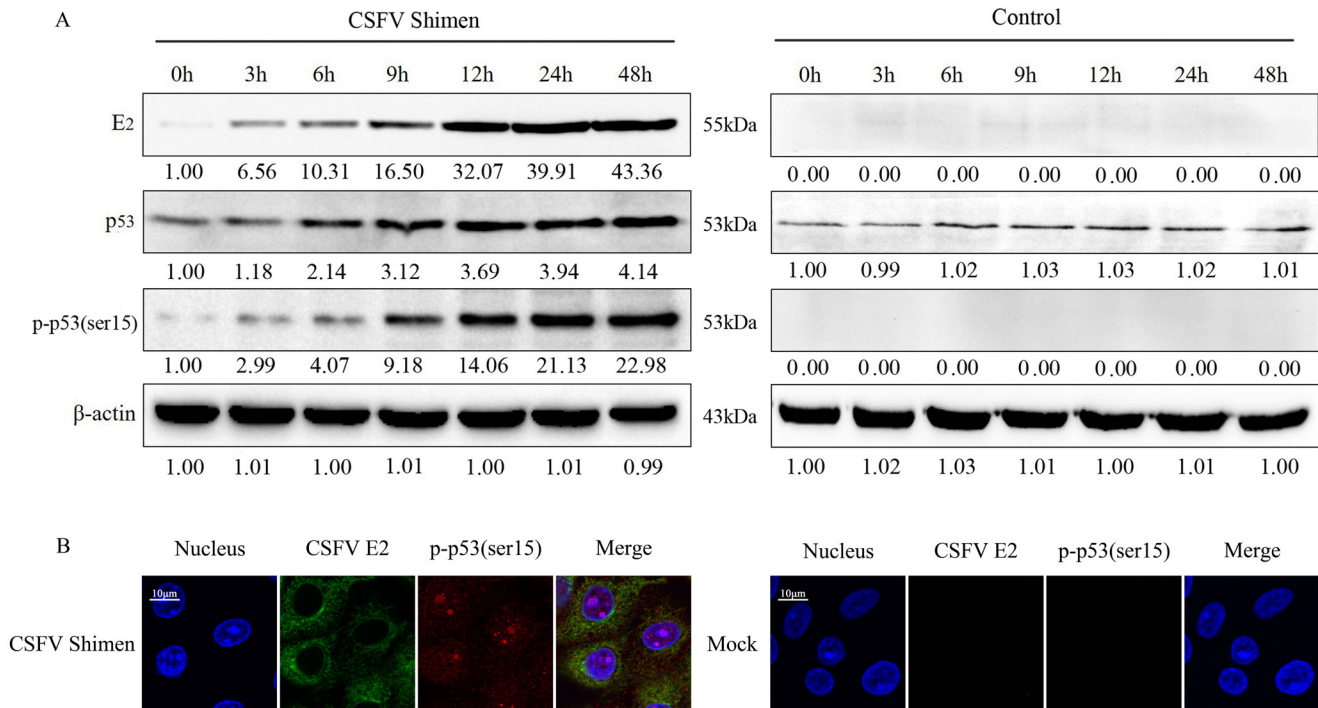 A
CSFV Shimen
Control
0h 3h 6h 9h 12h 24h 48h
0h 3h 6h 9h 12h 24h 48h
E2
55kDa
1.00 6.56 10.31 16.50 32.07 39.91 43.36
0.00 0.00 0.00 0.00 0.00 0.00 0.00
p53
53kDa
1.00 1.18 2.14 3.12 3.69 3.94 4.14
1.00 0.99 1.02 1.03 1.03 1.02 1.01
p-p53(ser15)
53kDa
1.00 2.99 4.07 9.18 14.06 21.13 22.98
0.00 0.00 0.00 0.00 0.00 0.00 0.00
β-actin
43kDa
1.00 1.01 1.00 1.01 1.00 1.01 0.99
1.00 1.02 1.03 1.01 1.00 1.01 1.00
B
Nucleus CSFV E2 p-p53(ser15) Merge
Nucleus CSFV E2 p-p53(ser15) Merge
10μm
10μm
10μm
10μm
CSFV Shimen
Mock